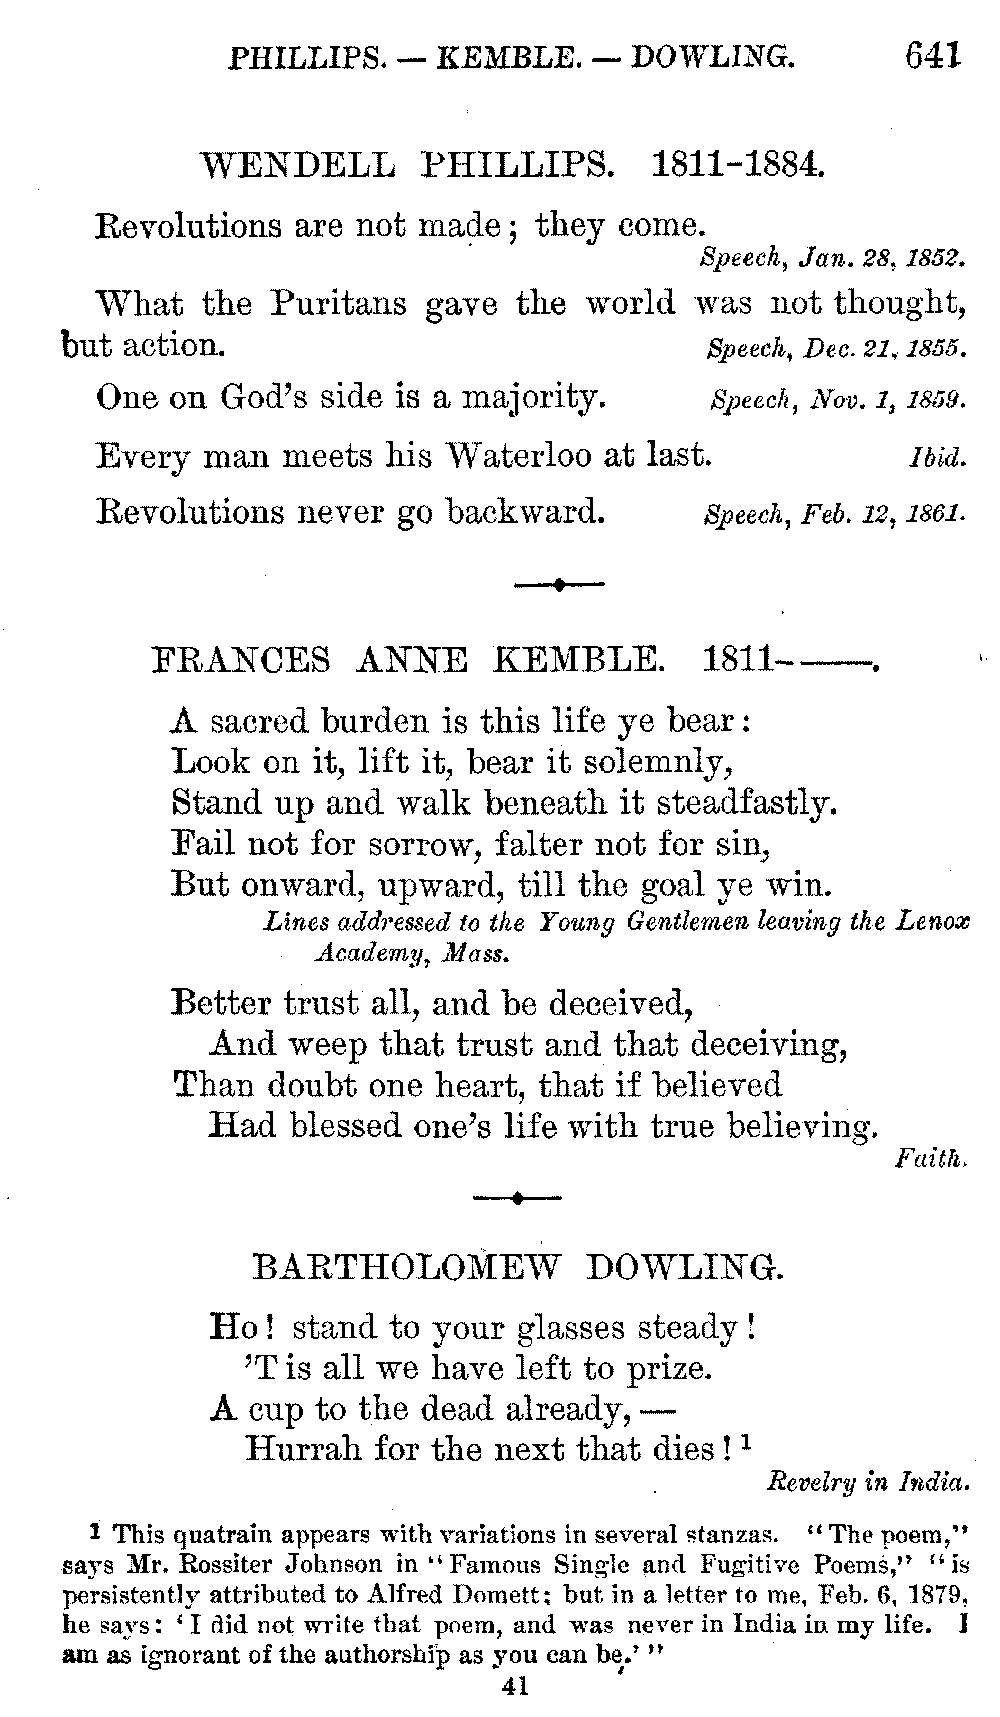 PHILLIPS. — KEMBLE. — DOWLING. 641
WENDELL PHILLIPS. 1811-1884.
Revolutions are not made; they come.
Speech, Jan. 28, 1852.
What the Puritans gave the world was not thought,
but action. Speech, Dec. 21, 1855.
One on God's side is a majority. Speech, Nov. 1, 1859.
Every man meets his Waterloo at last. Ibid.
Revolutions never go backward. Speech, Feb. 12, 1861.
FRANCES ANNE KEMBLE. 1811-——.
A sacred burden is this life ye bear:
Look on it, lift it, bear it solemnly,
Stand up and walk beneath it steadfastly.
Fail not for sorrow, falter not for sin,
But onward, upward, till the goal ye win.
Lines addressed to the Young Gentlemen leaving the Lenox
Academy, Mass.
Better trust all, and be deceived,
And weep that trust and that deceiving,
Than doubt one heart, that if believed
Had blessed one's life with true believing.
Faith.
BARTHOLOMEW DOWLING.
Ho! stand to your glasses steady!
'T is all we have left to prize.
A cup to the dead already, —
Hurrah for the next that dies! 1
Revelry in India.
1 This quatrain appears with variations in several stanzas. "The poem,"
says Mr. Rossiter Johnson in "Famous Single and Fugitive Poems," "is
persistently attributed to Alfred Domett; but in a letter to me, Feb. 6, 1879,
he says: 'I did not write that poem, and was never in India in my life. I
am as ignorant of the authorship as you can be.'"
41